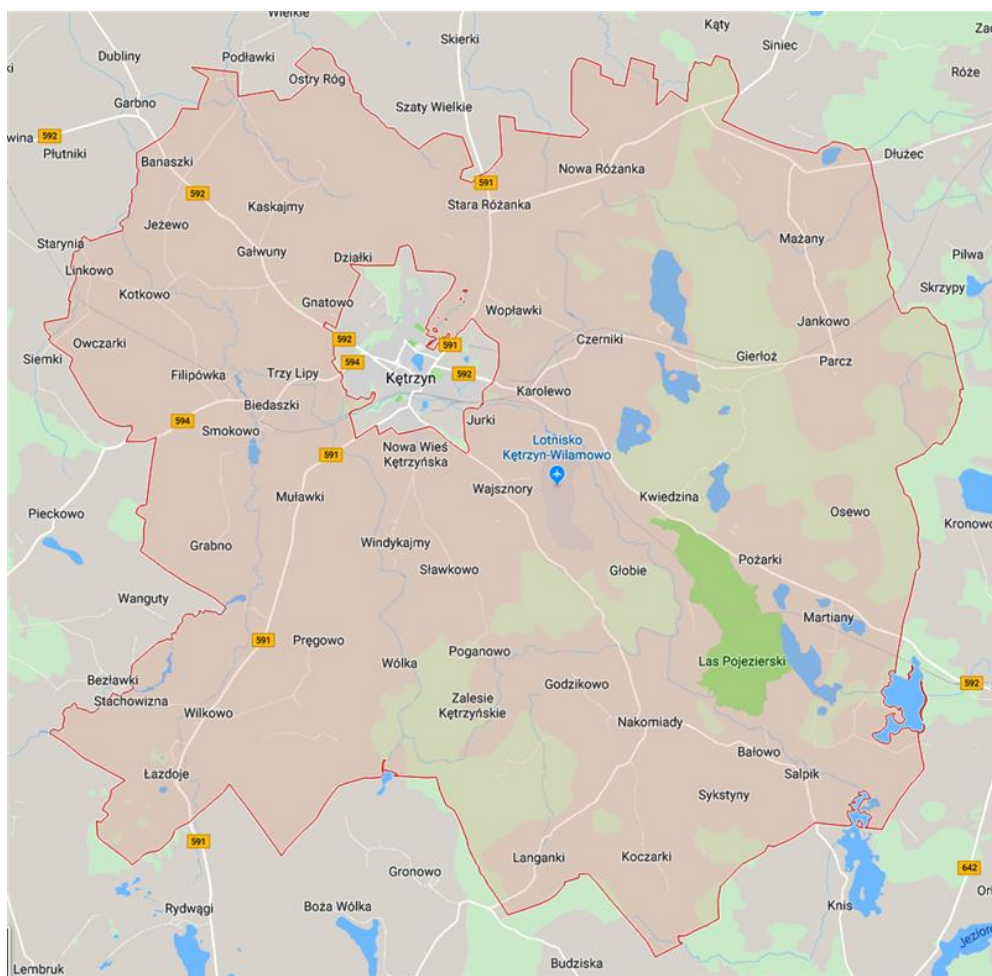 Wielkie
Kąty
Skierki
Siniec
Dubliny
Podławki
Róże
Ostry Róg
Garbno
Szaty Wielkie
592
Płutniki
Banaszki
Nowa Różanka
Dłużec
591
592
Stara Różanka
Kaskajmy
Jeżewo
Mażany
Starynia
Galwuny
Działki
Pilwa
Linkowo
Skrzypy
Kotkowo
Gnatowo
Wopławki
Jankowo
Owczarki
592
591
Czerniki
Siemki
594
Gierłoż
Parcz
Filipówka
Trzy Lipy
Kętrzyn
592
Karolewo
Biedaszki
594
Smokowo
Jurki
Nowa Wieś
Kętrzyńska
Lotnisko
Kętrzyn-Wilamowo
591
Wajsznory
Muławki
Kwiedzina
Osewo
Pieckowo
Kronowo
Grabno
Windykajmy
Sławkowo
Głobie
Pożarki
Wanguty
Martiany
591
Pręgowo
Poganowo
Wólka
Las Pojezierski
Bezławki
Godzikowo
592
Stachowizna
Zalesie
Kętrzyńskie
Wilkowo
Nakomiady
Bałowo
Łazdoje
Salpik
Sykstyny
591
Langanki
Koczarki
Gronowo
642
Rydwągi
Boża Wólka
Knis
Lembruk
Budziska